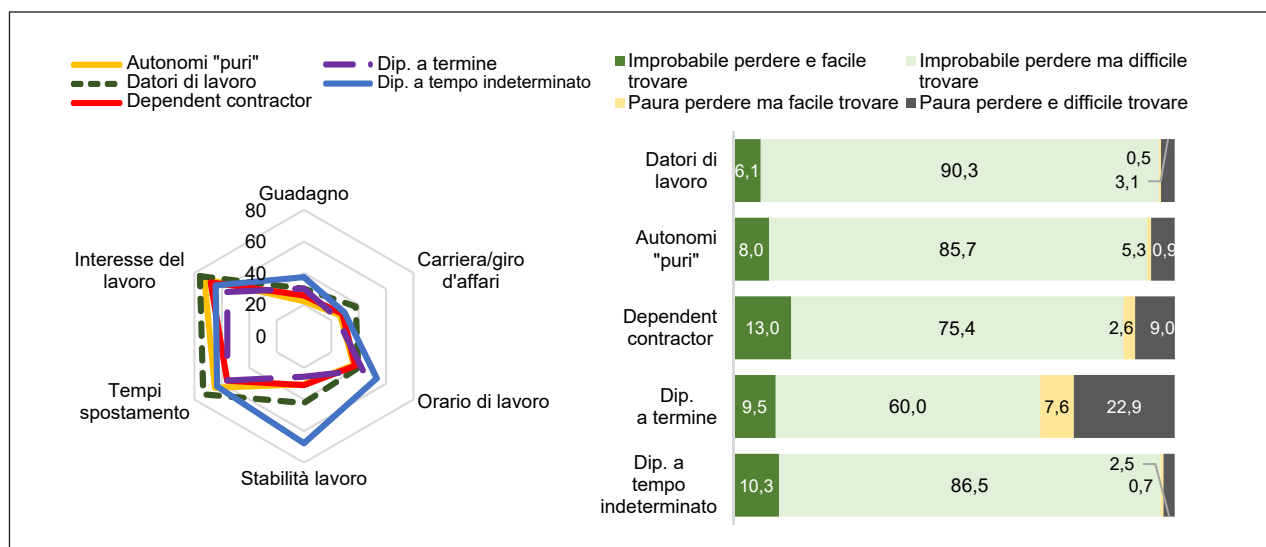 Autonomi "puri"
Datori di lavoro
Dependent contractor
Dip. a termine
Dip. a tempo indeterminato
Guadagno
Carriera/giro
d'affari
Orario di lavoro
Stabilità lavoro
Tempi
spostamento
Interesse del
lavoro
80
60
40
20
0
Improbabile perdere e facile
trovare
Improbabile perdere ma difficile
trovare
Paura perdere ma facile trovare
Paura perdere e difficile trovare
Datori di
lavoro
6,1
90,3
0,5
3,1
Autonomi
"puri"
8,0
85,7
5,3
0,9
Dependent
contractor
13,0
75,4
2,6
9,0
Dip.
a termine
9,5
60,0
7,6
22,9
Dip. a
tempo
indeterminato
10,3
86,5
2,5
0,7